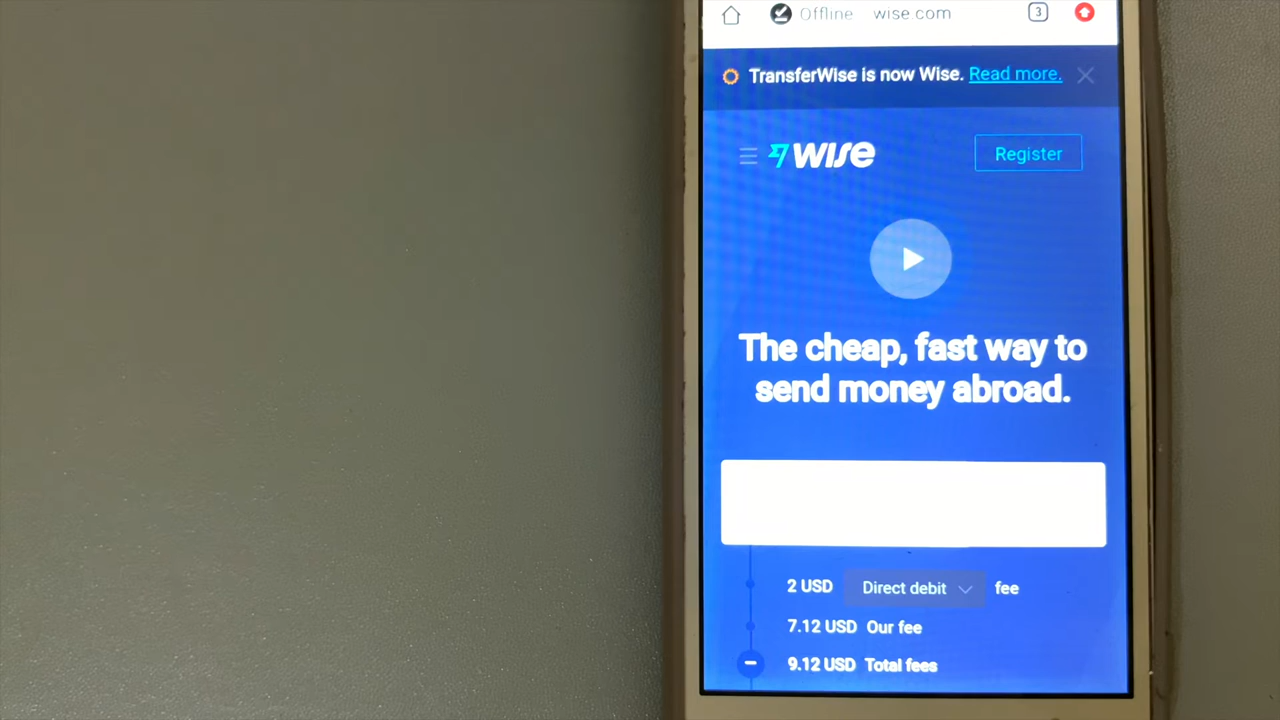 Offline wise.com 3
TransferWise is now Wise. Read more.
wise Register
The cheap, fast way to
send money abroad.
2 USD Direct debit fee
7.12 USD Our fee
9.12 USD Total fees